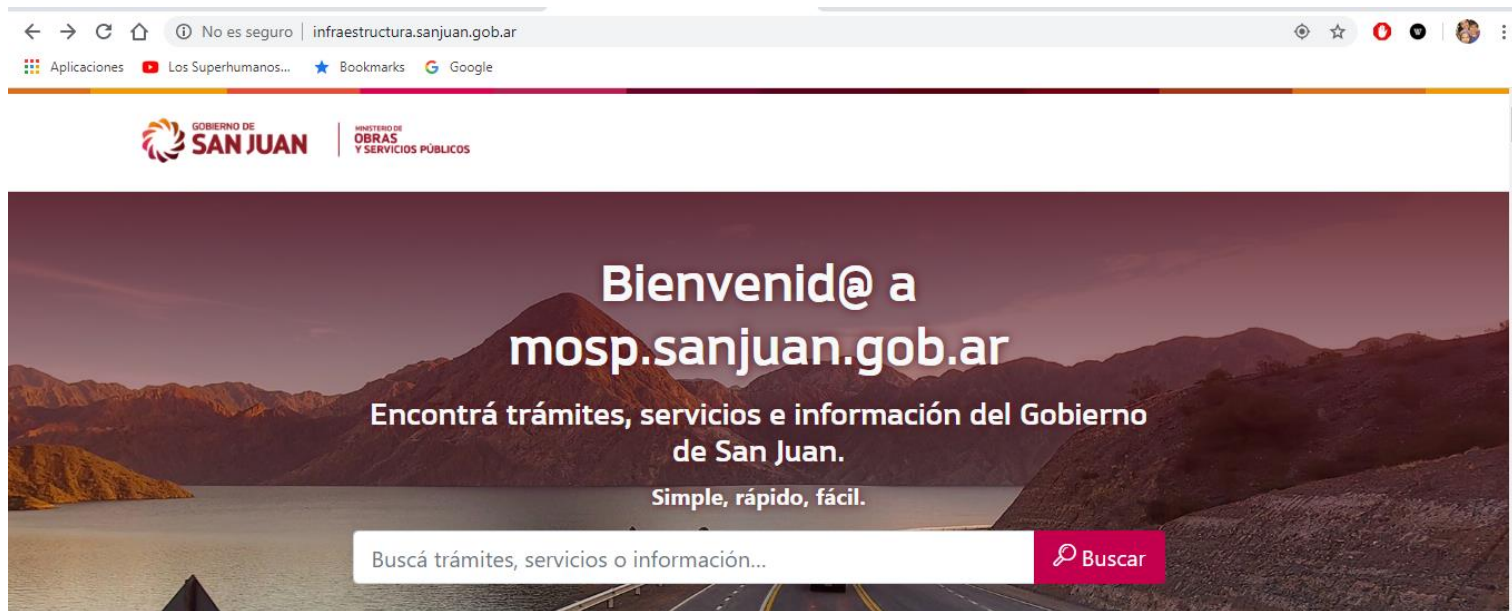 No es seguro | infraestructura.sanjuan.gob.ar
Aplicaciones Los Superhumanos... Bookmarks Google
GOBIERNO DE
SAN JUAN
MINISTERIO DE
OBRAS
Y SERVICIOS PÚBLICOS
Bienvenid@ a
mosp.sanjuan.gob.ar
Encontrá trámites, servicios e información del Gobierno
de San Juan.
Simple, rápido, fácil.
Buscá trámites, servicios o información... Buscar